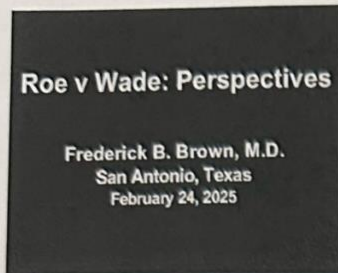 Roe v Wade: Perspectives
Frederick B. Brown, M.D.
San Antonio, Texas
February 24, 2025